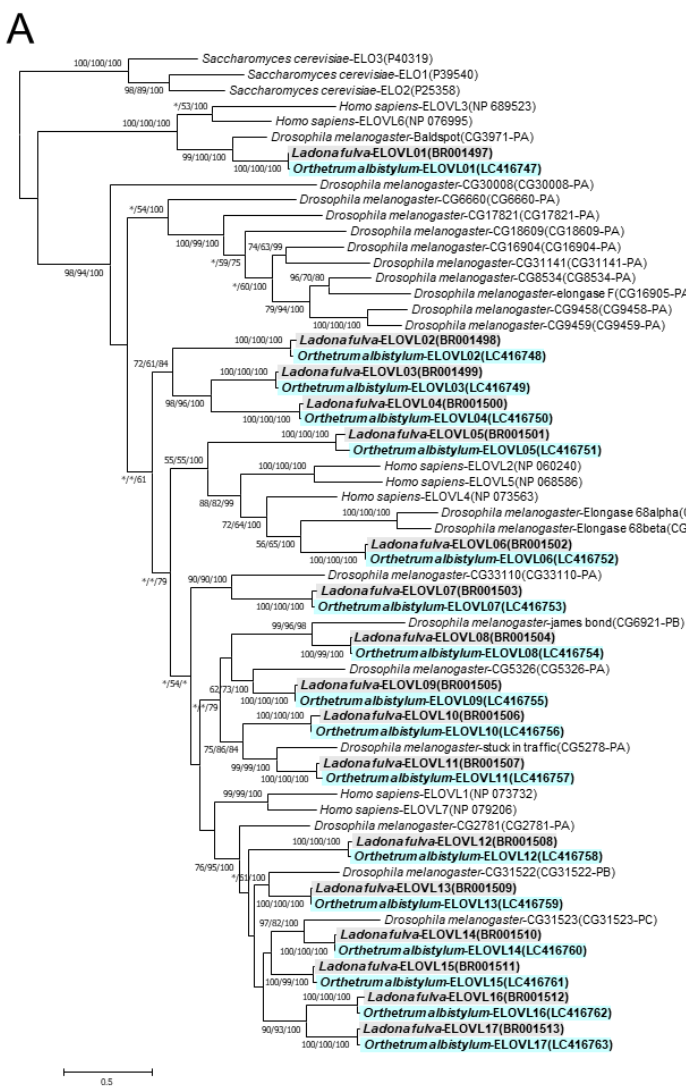 A
100/100/100
Saccharomyces cerevisiae-ELO3(P40319)
Saccharomyces cerevisiae-ELO1(P39540)
98/89/100
Saccharomyces cerevisiae-ELO2(P25358)
*/53/100
Homo sapiens-ELOVL3(NP 689523)
100/100/100
Homo sapiens-ELOVL6(NP 076995)
Drosophila melanogaster-Baldspot(CG3971-PA)
99/100/100
Ladona fulva-ELOVL01(BR001497)
100/100/100
Orthetrum albistylum-ELOVL01(LC416747)
Drosophila melanogaster-CG30008(CG30008-PA)
98/94/100
Drosophila melanogaster-CG6660(CG6660-PA)
*/54/100
Drosophila melanogaster-CG17821(CG17821-PA)
100/99/100
Drosophila melanogaster-CG18609(CG18609-PA)
74/63/99
Drosophila melanogaster-CG16904(CG16904-PA)
*/59/75
Drosophila melanogaster-CG31141(CG31141-PA)
96/70/80
Drosophila melanogaster-CG8534(CG8534-PA)
*/60/100
Drosophila melanogaster-elongase F(CG16905-PA
79/94/100
Drosophila melanogaster-CG9458(CG9458-PA)
100/100/100
Drosophila melanogaster-CG9459(CG9459-PA)
100/100/100
Ladona fulva-ELOVL02(BR001498)
Orthetrum albistylum-ELOVL02(LC416748)
72/61/84
100/100/100
Ladona fulva-ELOVL03(BR001499)
Orthetrum albistylum-ELOVL03(LC416749)
98/96/100
Ladona fulva-ELOVL04(BR001500)
100/100/100
Orthetrum albistylum-ELOVL04(LC416750)
100/100/100
Ladona fulva-ELOVL05(BR001501)
Orthetrum albistylum-ELOVL05(LC416751)
55/55/100
100/100/100
Homo sapiens-ELOVL2(NP 060240)
*/*/61
Homo sapiens-ELOVL5(NP 068586)
88/82/99
Homo sapiens-ELOVL4(NP 073563)
100/100/100
Drosophila melanogaster-Elongase 68alpha(
72/64/100
Drosophila melanogaster-Elongase 68beta(CG
56/65/100
Ladona fulva-ELOVL06(BR001502)
100/100/100
Orthetrum albistylum-ELOVL06(LC416752)
*/*/79
90/90/100
Drosophila melanogaster-CG33110(CG33110-PA)
Ladona fulva-ELOVL07(BR001503)
100/100/100
Orthetrum albistylum-ELOVL07(LC416753)
99/96/98
Drosophila melanogaster-james bond(CG6921-PB)
Ladona fulva-ELOVL08(BR001504)
100/99/100
Orthetrum albistylum-ELOVL08(LC416754)
*/54/*
Drosophila melanogaster-CG5326(CG5326-PA)
62/73/100
Ladona fulva-ELOVL09(BR001505)
100/100/100
Orthetrum albistylum-ELOVL09(LC416755)
*/*/79
100/100/100
Ladona fulva-ELOVL10(BR001506)
Orthetrum albistylum-ELOVL10(LC416756)
75/86/84
Drosophila melanogaster-stuck in traffic(CG5278-PA)
99/99/100
Ladona fulva-ELOVL11(BR001507)
100/100/100
Orthetrum albistylum-ELOVL11(LC416757)
99/99/100
Homo sapiens-ELOVL1(NP 073732)
Homo sapiens-ELOVL7(NP 079206)
Drosophila melanogaster-CG2781(CG2781-PA)
100/100/100
Ladona fulva-ELOVL12(BR001508)
Orthetrum albistylum-ELOVL12(LC416758)
76/95/100
Drosophila melanogaster-CG31522(CG31522-PB)
*/51/100
Ladona fulva-ELOVL13(BR001509)
100/100/100
Orthetrum albistylum-ELOVL13(LC416759)
97/82/100
Drosophila melanogaster-CG31523(CG31523-PC)
Ladona fulva-ELOVL14(BR001510)
100/100/100
Orthetrum albistylum-ELOVL14(LC416760)
Ladona fulva-ELOVL15(BR001511)
100/99/100
Orthetrum albistylum-ELOVL15(LC416761)
100/100/100
Ladona fulva-ELOVL16(BR001512)
Orthetrum albistylum-ELOVL16(LC416762)
90/93/100
Ladona fulva-ELOVL17(BR001513)
100/100/100
Orthetrum albistylum-ELOVL17(LC416763)
0.5